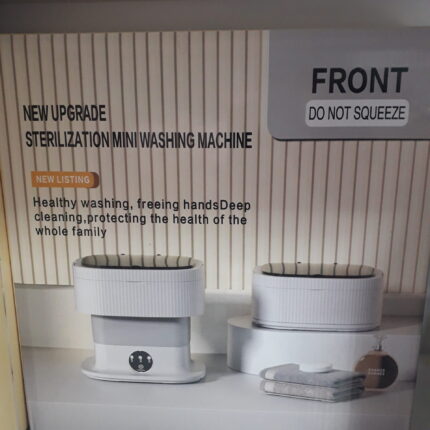 FRONT
DO NOT SQUEEZE
NEW UPGRADE
STERILIZATION MINI WASHING MACHINE
NEW LISTING
Healthy washing, freeing handsDeep
cleaning,protecting the health of the
whole family